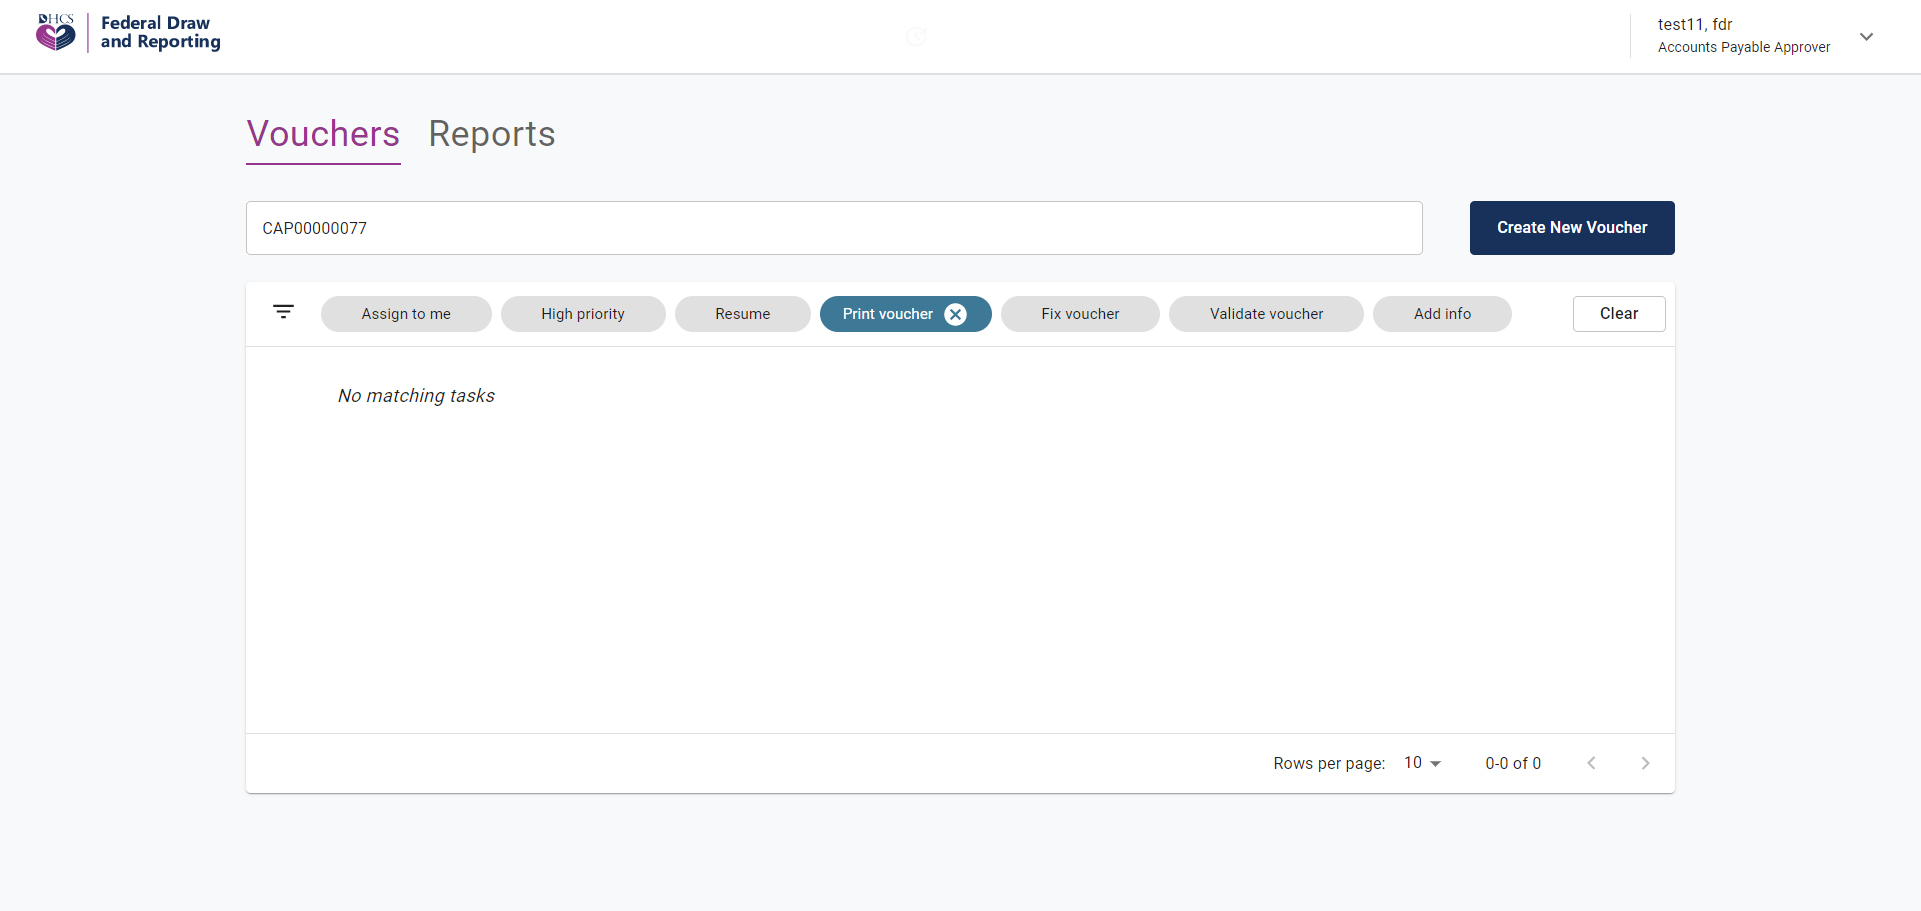 DHCS
Federal Draw
and Reporting
test11, fdr
Accounts Payable Approver
Vouchers Reports
CAP00000077
Create New Voucher
Assign to me High priority Resume Print voucher Fix voucher Validate voucher Add info Clear
No matching tasks
Rows per page: 10 0-0 of 0